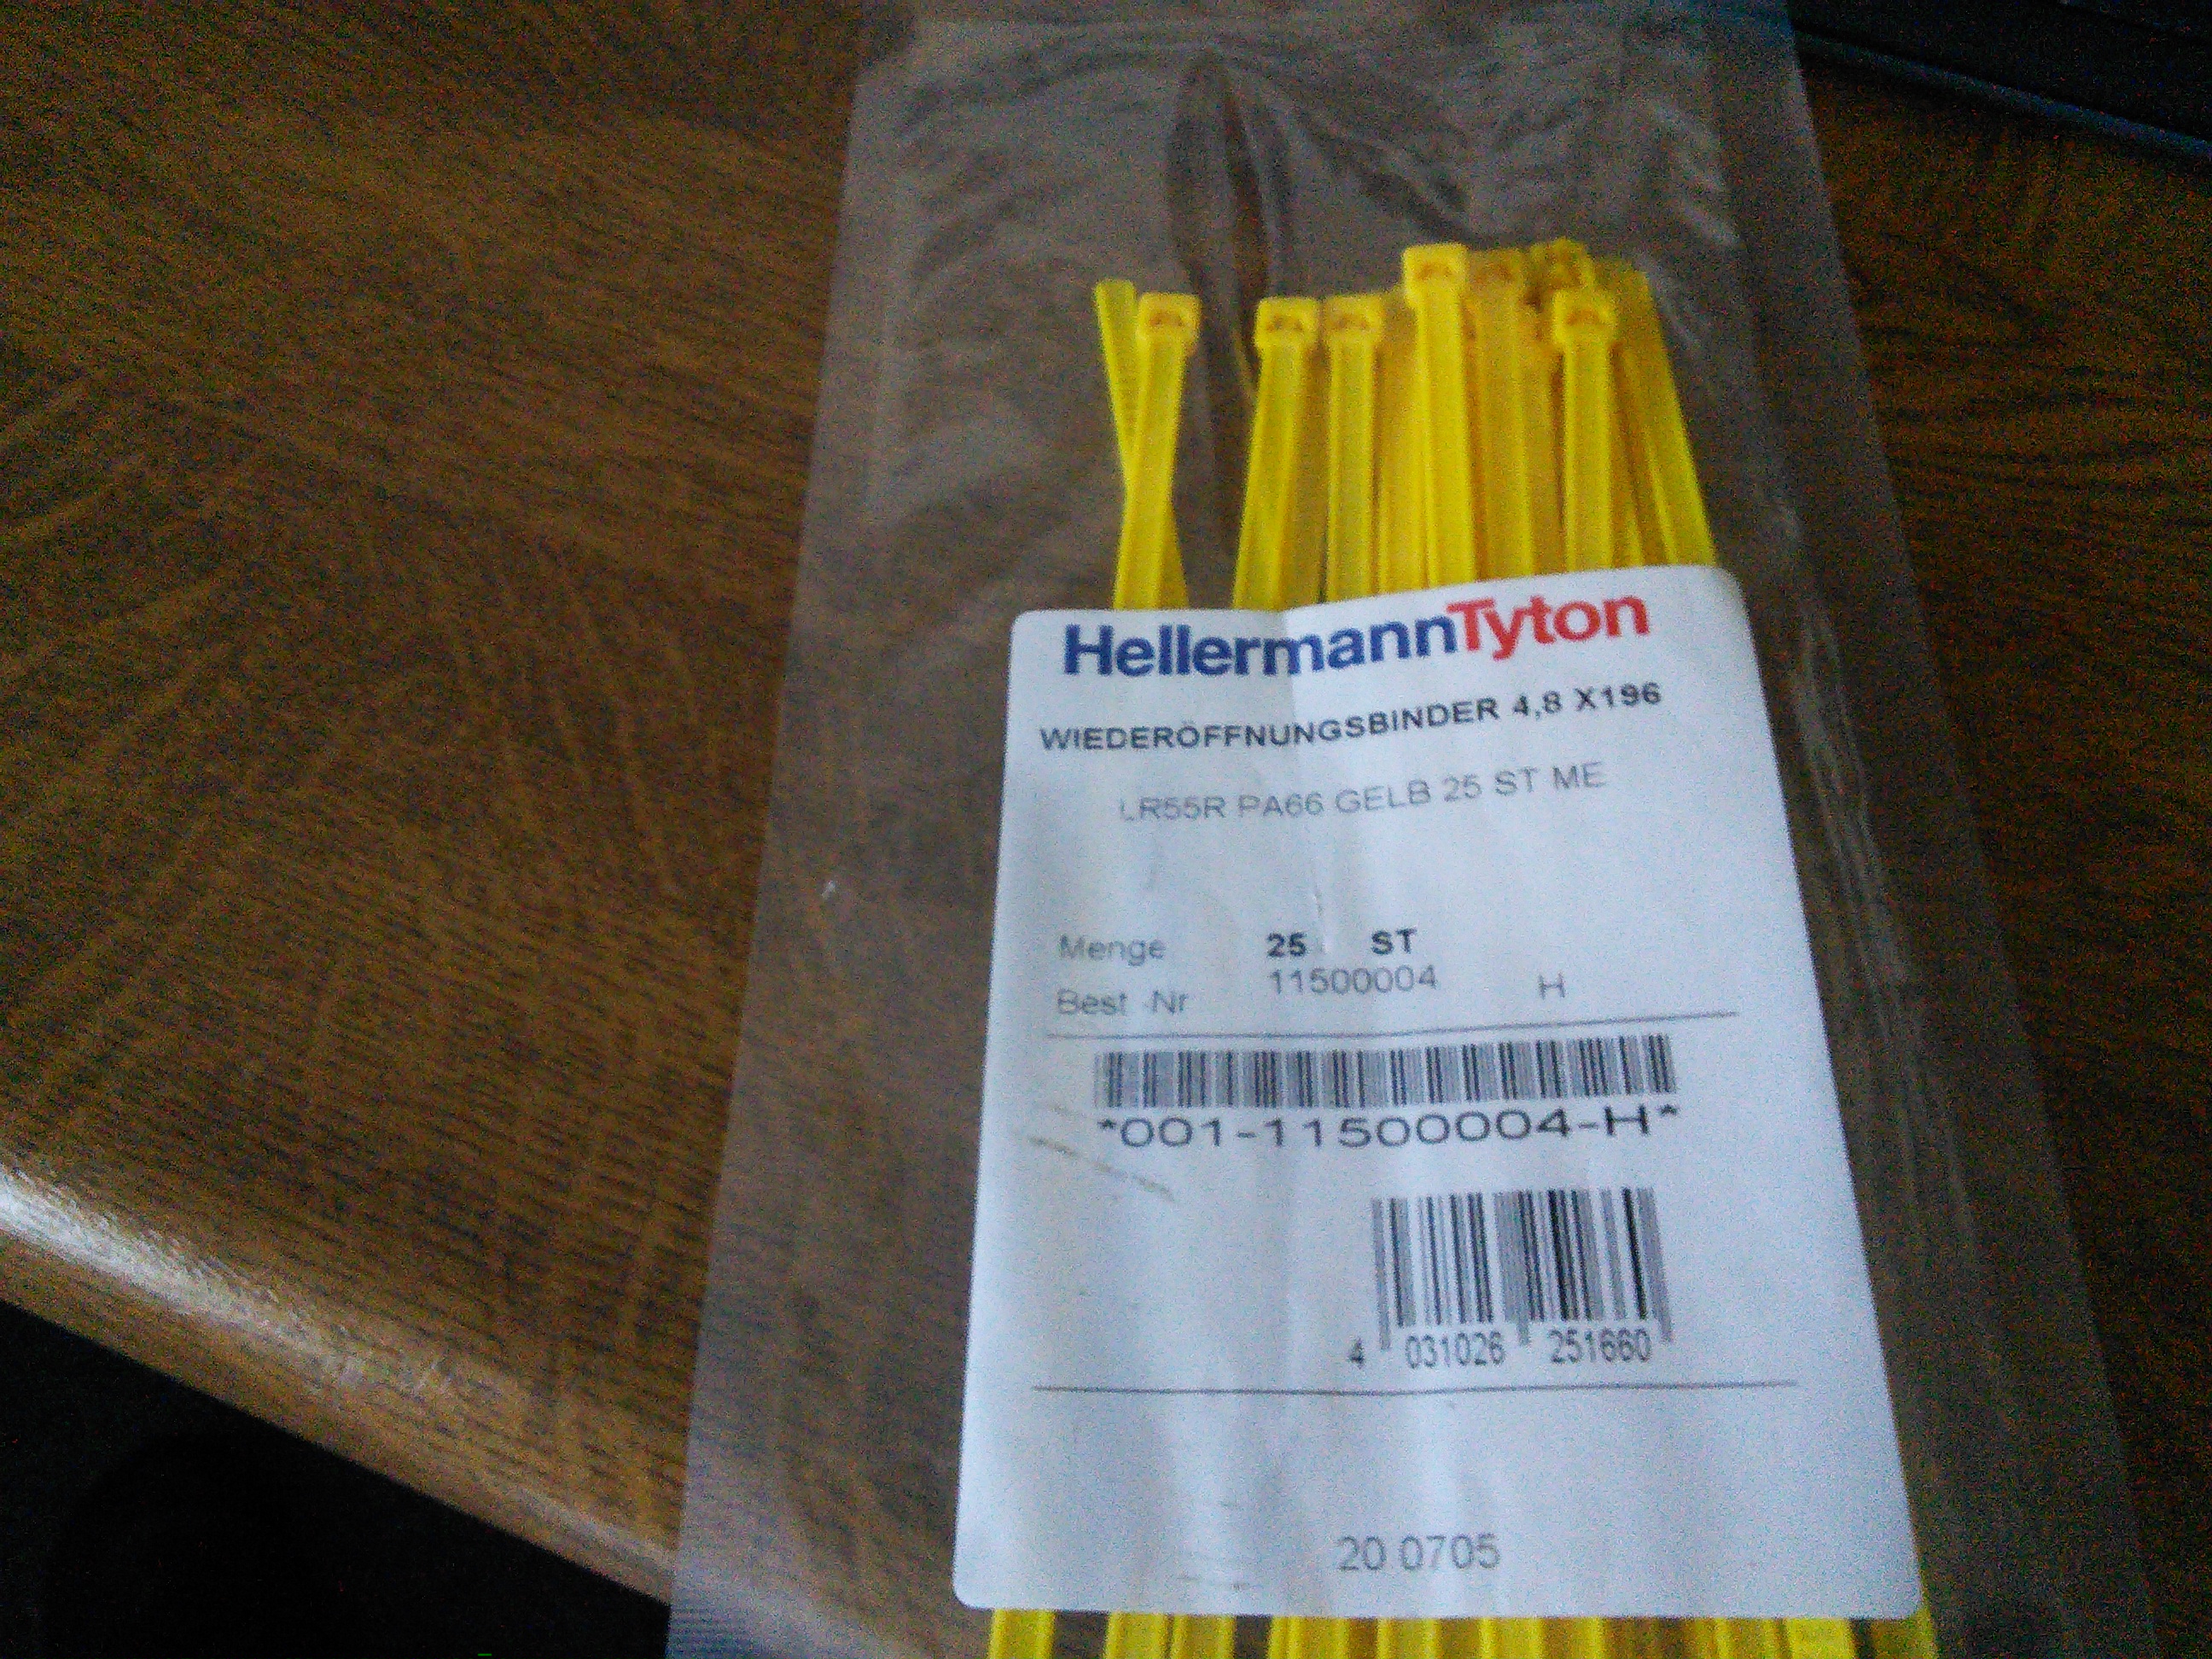 HellermannTyton
WIEDERÖFFNUNGSBINDER 4,8 X196
LR55R PA66 GELB 25 ST ME
Menge 25 ST
Best -Nr 11500004 H
*001-11500004-H*
4 031026 251660
20 0705